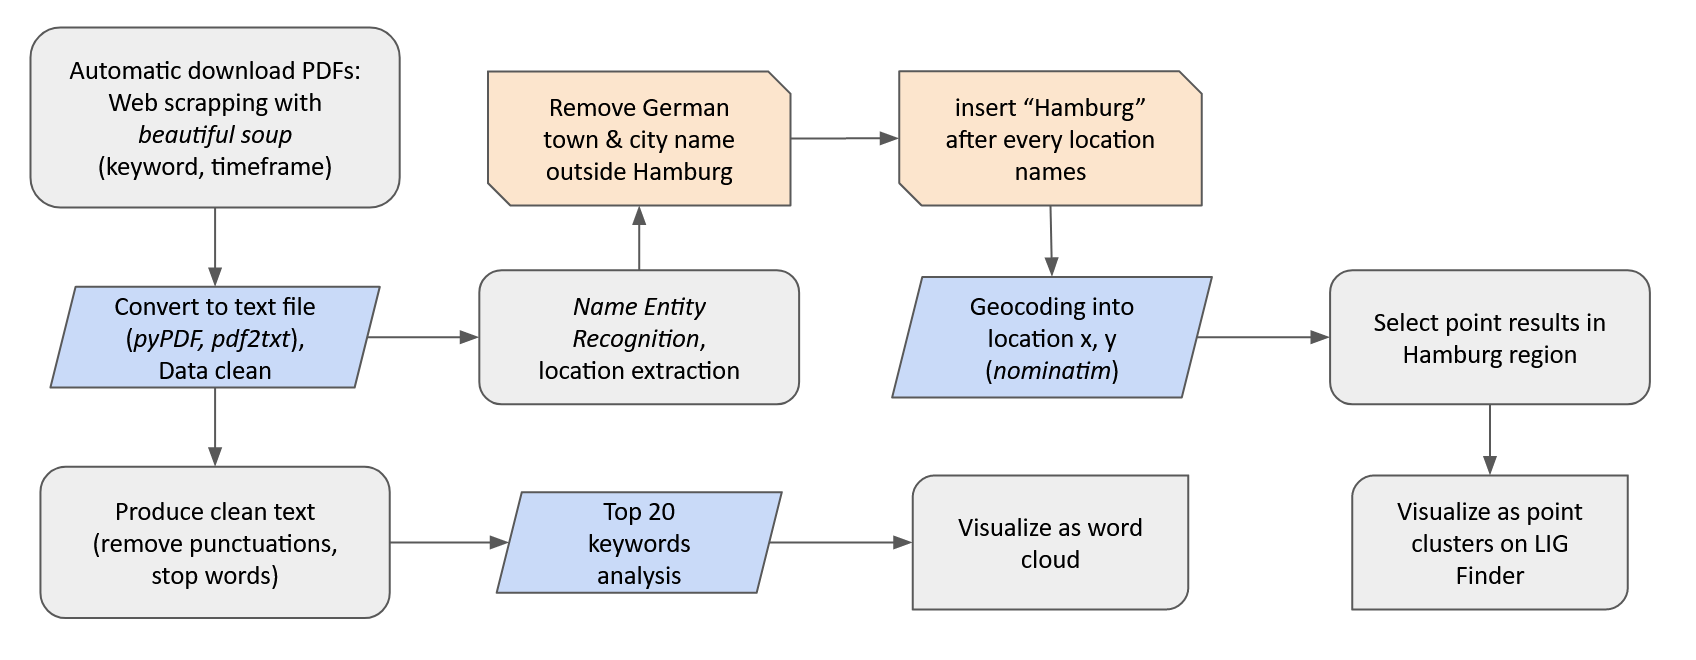 Automatic download PDFs:
Web scrapping with
beautiful soup
(keyword, timeframe)
Remove German
town & city name
outside Hamburg
insert “Hamburg”
after every location
names
Convert to text file
(pyPDF, pdf2txt),
Data clean
Name Entity
Recognition,
location extraction
Geocoding into
location x, y
(nominatim)
Select point results in
Hamburg region
Produce clean text
(remove punctuations,
stop words)
Top 20
keywords
analysis
Visualize as word
cloud
Visualize as point
clusters on LIG
Finder